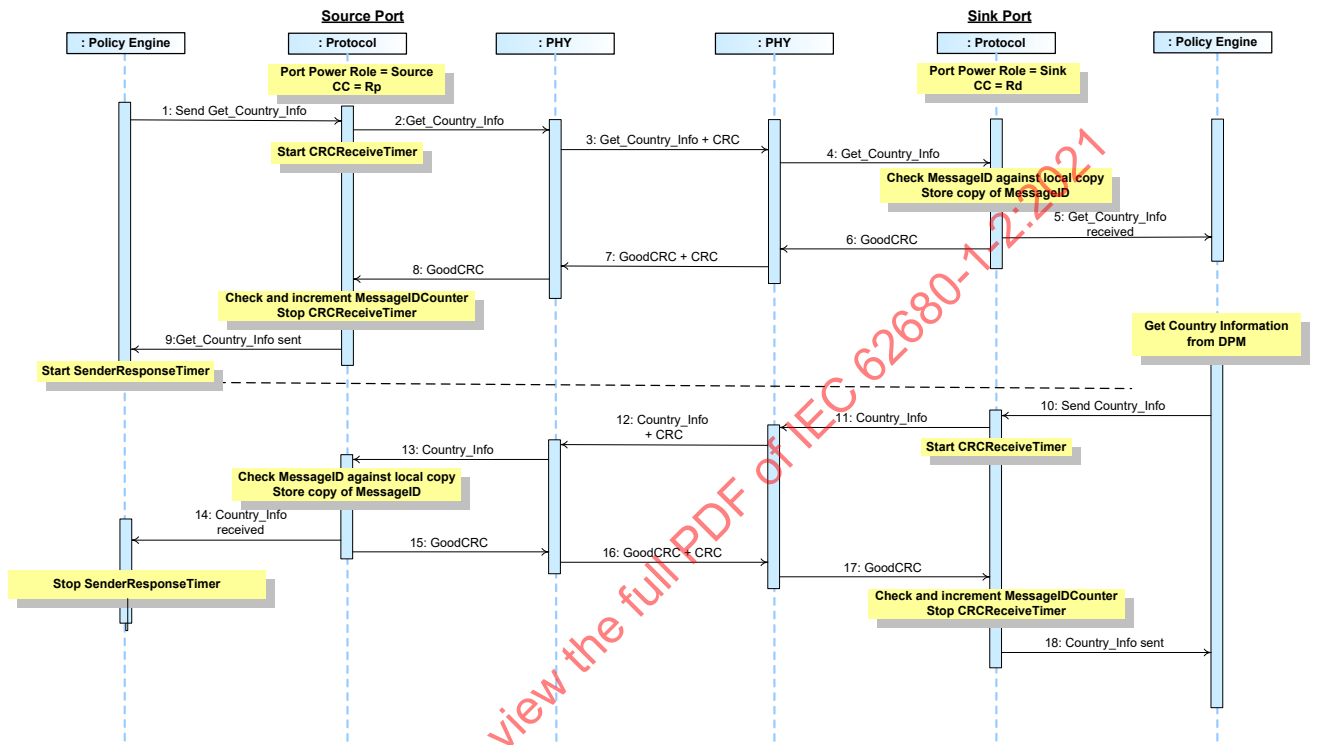 Source Port
Sink Port
: Policy Engine
: Protocol
: PHY
: PHY
: Protocol
: Policy Engine
Port Power Role = Source
CC = Rp
Port Power Role = Sink
CC = Rd
1: Send Get_Country_Info
2:Get_Country_Info
Start CRCReceiveTimer
3: Get_Country_Info + CRC
4: Get_Country_Info
Check MessageID against local copy
Store copy of MessageID
5: Get_Country_Info
received
6: GoodCRC
7: GoodCRC + CRC
8: GoodCRC
Check and increment MessageIDCounter
Stop CRCReceiveTimer
9:Get_Country_Info sent
Start SenderResponseTimer
Get Country Information
from DPM
10: Send Country_Info
11: Country_Info
Start CRCReceiveTimer
12: Country_Info
+ CRC
13: Country_Info
Check MessageID against local copy
Store copy of MessageID
14: Country_Info
received
15: GoodCRC
16: GoodCRC + CRC
17: GoodCRC
Stop SenderResponseTimer
Check and increment MessageIDCounter
Stop CRCReceiveTimer
18: Country_Info sent
view the full PDF of IEC 62680-1-2:2021